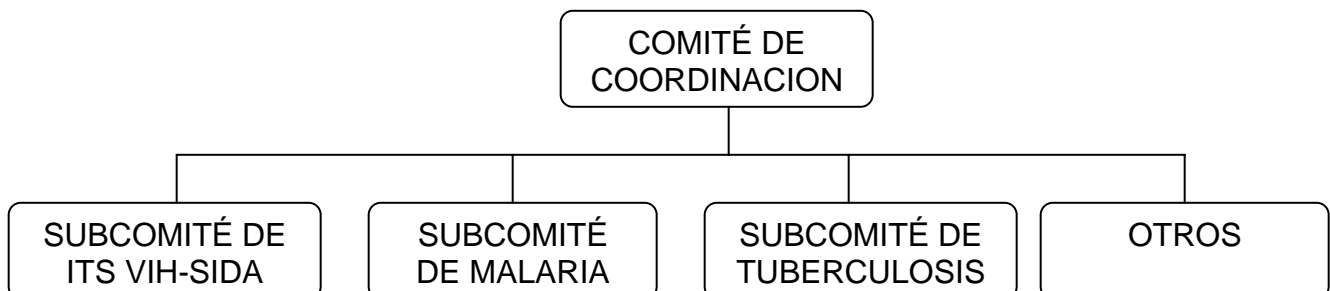 COMITÉ DE
COORDINACION
SUBCOMITÉ DE
ITS VIH-SIDA
SUBCOMITÉ
DE MALARIA
SUBCOMITÉ DE
TUBERCULOSIS
OTROS